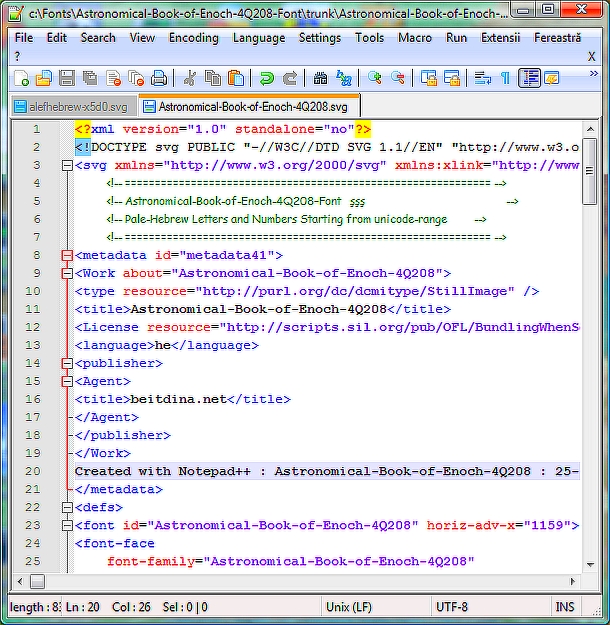 c:\Fonts\Astronomical-Book-of-Enoch-4Q208-Font\trunk\Astronomical-Book-of-Enoch-...
File Edit Search View Encoding Language Settings Tools Macro Run Extensii Fereastră
? X
alefhebrew-x5d0.svg Astronomical-Book-of-Enoch-4Q208.svg
1 <?xml version="1.0" standalone="no"?>
2 <!DOCTYPE svg PUBLIC "-//W3C//DTD SVG 1.1//EN" "http://www.w3.o
3 <svg xmlns="http://www.w3.org/2000/svg" xmlns:xlink="http://www
4 <!-- ================================================== -->
5 <!-- Astronomical-Book-of-Enoch-4Q208-Font şşş -->
6 <!-- Pale-Hebrew Letters and Numbers Starting from unicode-range -->
7 <!-- ================================================== -->
8 <metadata id="metadata41">
9 <Work about="Astronomical-Book-of-Enoch-4Q208">
10 <type resource="http://purl.org/dc/dcmitype/StillImage" />
11 <title>Astronomical-Book-of-Enoch-4Q208</title>
12 <License resource="http://scripts.sil.org/pub/OFL/BundlingWhenS
13 <language>he</language>
14 <publisher>
15 <Agent>
16 <title>beitdina.net</title>
17 </Agent>
18 </publisher>
19 </Work>
20 Created with Notepad++ : Astronomical-Book-of-Enoch-4Q208 : 25-
21 </metadata>
22 <defs>
23 <font id="Astronomical-Book-of-Enoch-4Q208" horiz-adv-x="1159">
24 <font-face
25 font-family="Astronomical-Book-of-Enoch-4Q208"
length : 83 Ln : 20 Col : 26 Sel : 0 | 0 Unix (LF) UTF-8 INS